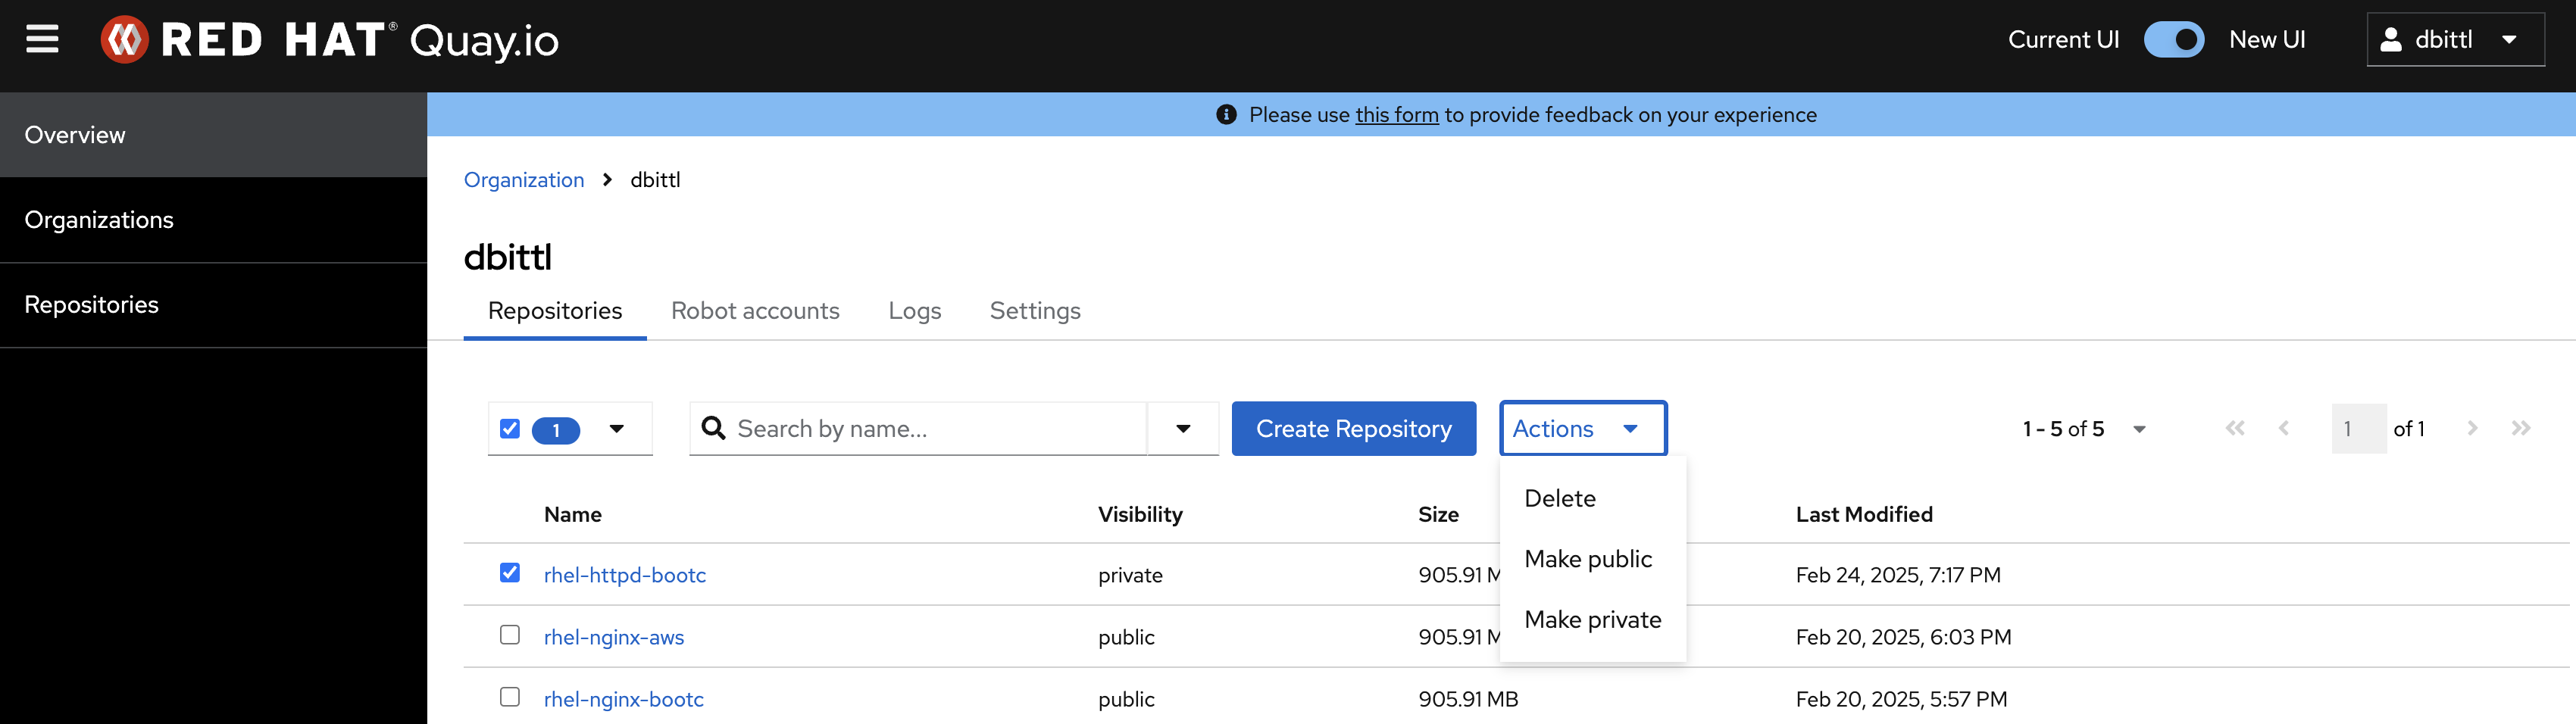 RED HAT® Quay.io
Current UI New UI dbittl
Overview
Organizations
Repositories
Please use this form to provide feedback on your experience
Organization dbittl
dbittl
Repositories Robot accounts Logs Settings
1 Search by name... Create Repository Actions 1 - 5 of 5 1 of 1
Delete
Make public
Make private
Name Visibility Size Last Modified
rhel-httpd-bootc private 905.91 M Feb 24, 2025, 7:17 PM
rhel-nginx-aws public 905.91 M Feb 20, 2025, 6:03 PM
rhel-nginx-bootc public 905.91 MB Feb 20, 2025, 5:57 PM